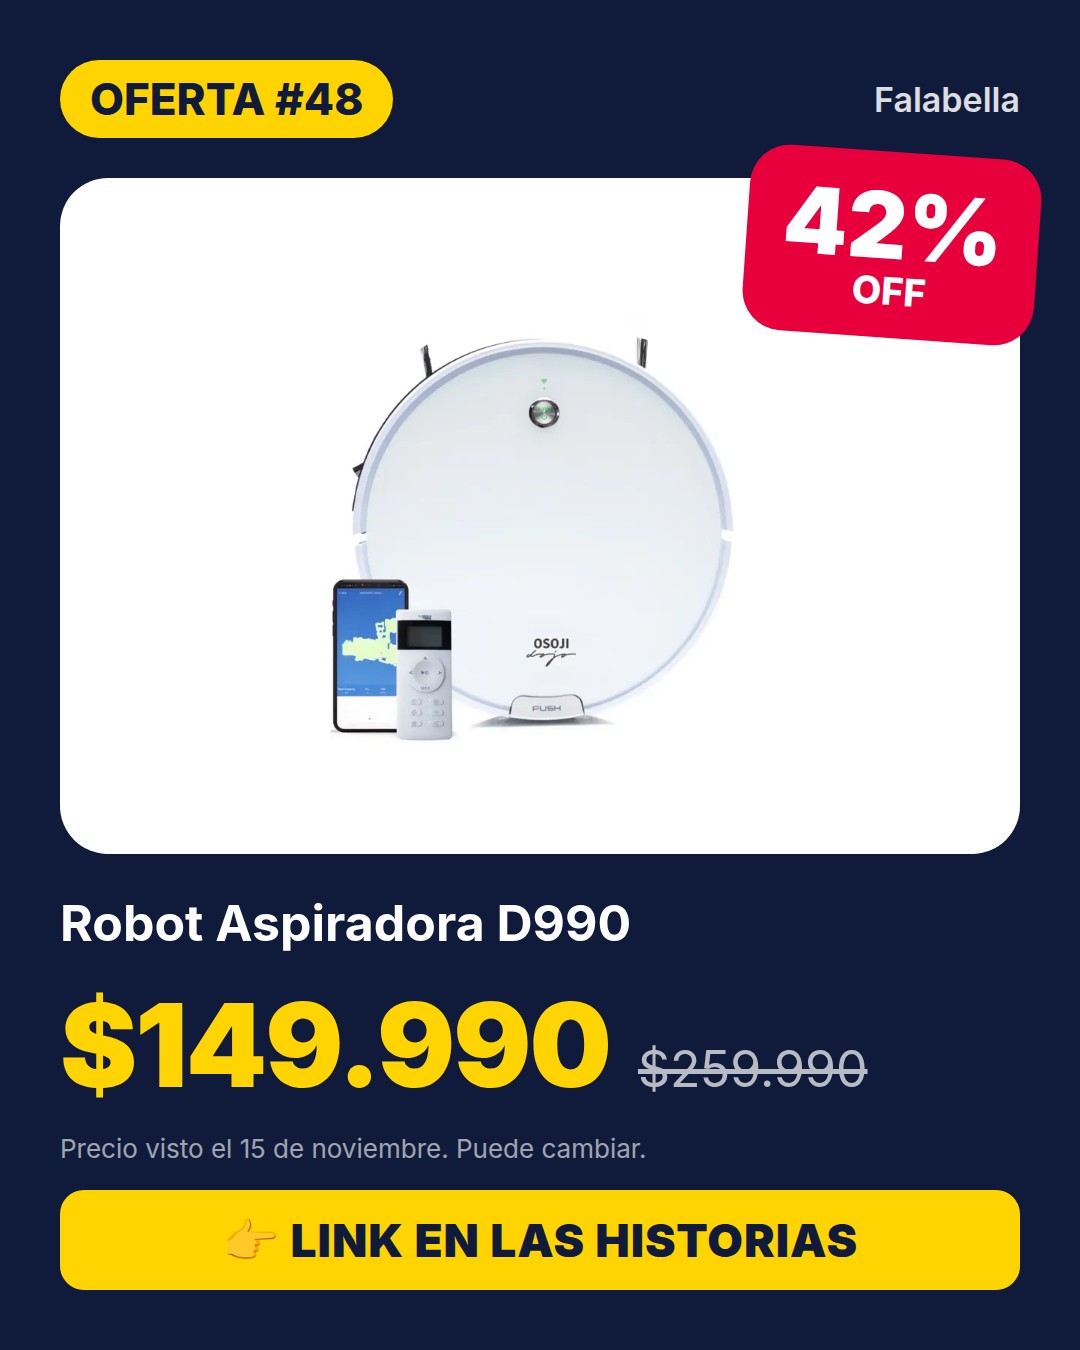 OFERTA #48
Falabella
42%
OFF
OSOJI
dojo
PUSH
Robot Aspiradora D990
$149.990 $259.990
Precio visto el 15 de noviembre. Puede cambiar.
👉 LINK EN LAS HISTORIAS